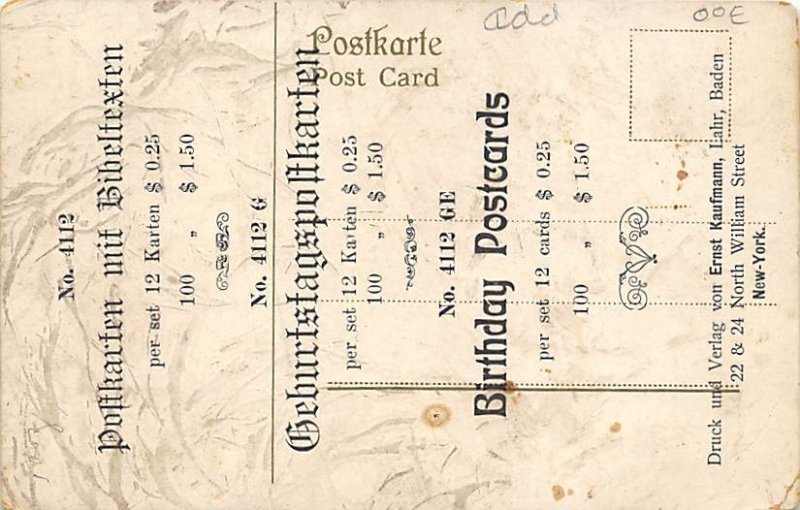 add
00E
Postkarte
Post Card
No. 4112
Postkarten mit Bibeltexten
per set 12 Karten $ 0.25
100 „ $ 1.50
No. 4112 G
Geburtstagspostkarten
per set 12 Karten $ 0.25
100 „ $ 1.50
No. 4112 GE
Birthday Postcards
per set 12 cards $ 0.25
100 „ $ 1.50
Druck und Verlag von Ernst Kaufmann, Lahr, Baden
22 & 24 North William Street
New-York.